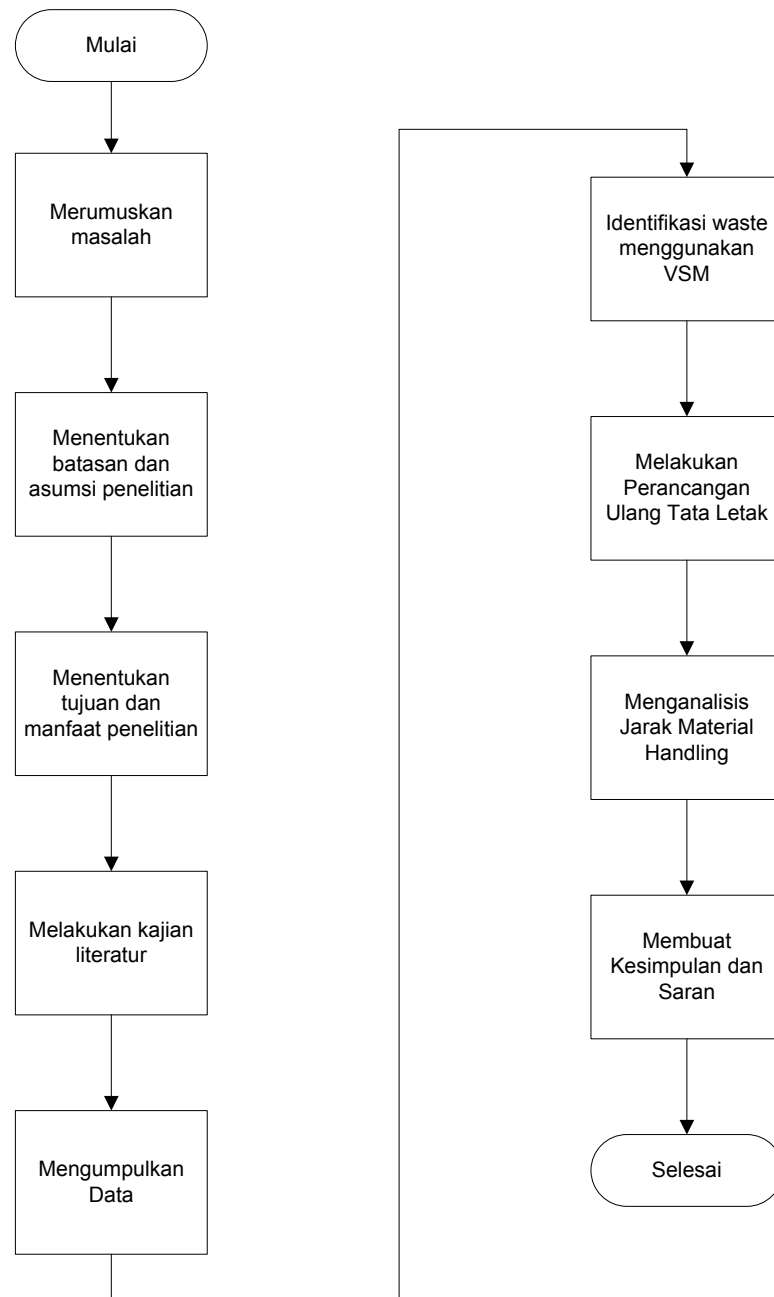 Mulai
Merumuskan
masalah
Menentukan
batasan dan
asumsi penelitian
Menentukan
tujuan dan
manfaat penelitian
Melakukan kajian
literatur
Mengumpulkan
Data
Identifikasi waste
menggunakan
VSM
Melakukan
Perancangan
Ulang Tata Letak
Menganalisis
Jarak Material
Handling
Membuat
Kesimpulan dan
Saran
Selesai